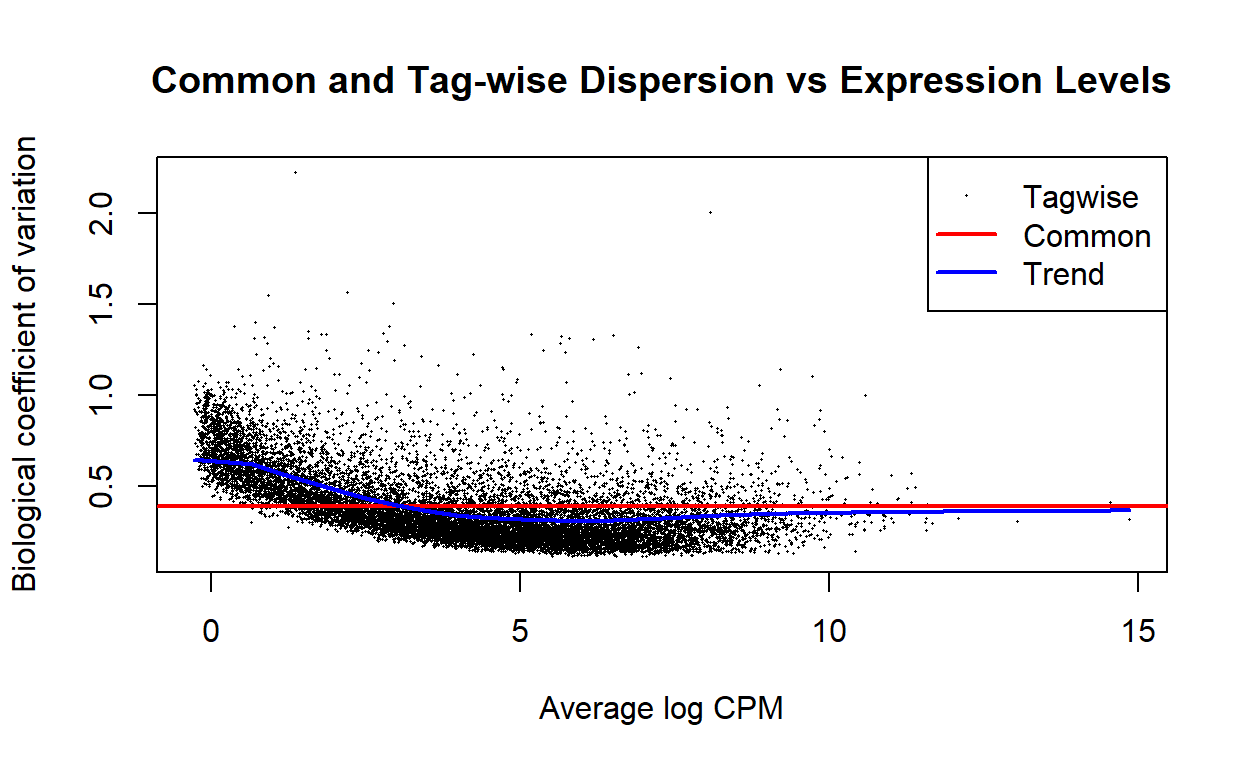 Common and Tag-wise Dispersion vs Expression Levels
Biological coefficient of variation
2.0
1.5
1.0
0.5
Tagwise
Common
Trend
0 5 10 15
Average log CPM